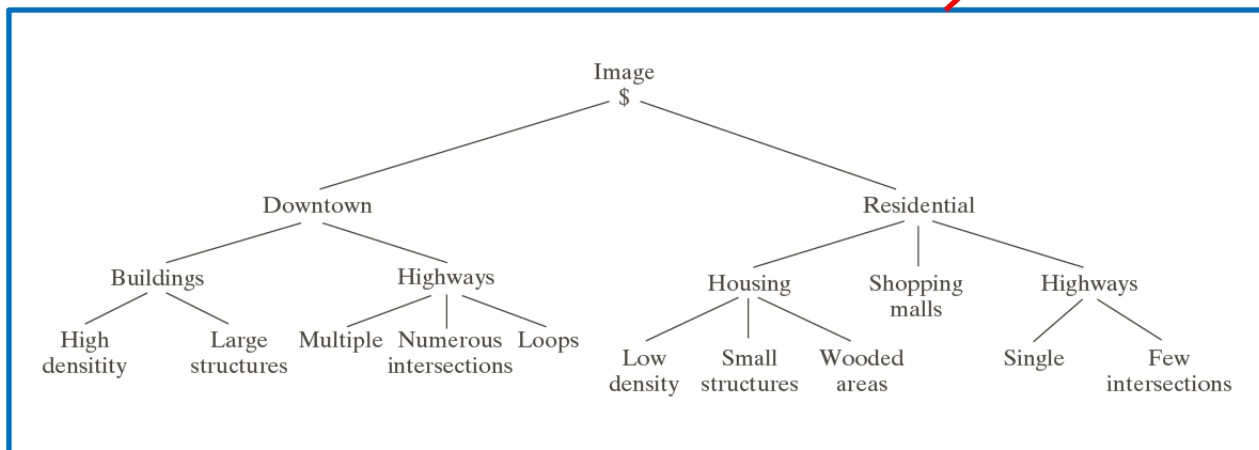 Image
$
Downtown
Residential
Buildings
Highways
Housing
Shopping
malls
Highways
High
densitity
Large
structures
Multiple
Numerous
intersections
Loops
Low
density
Small
structures
Wooded
areas
Single
Few
intersections